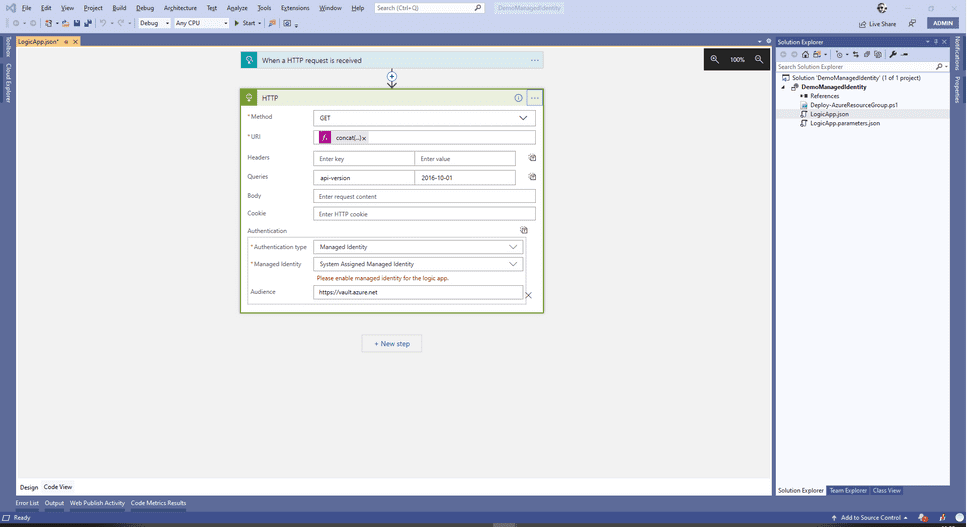 File Edit View Project Build Debug Architecture Test Analyze Tools Extensions Window Help Search (Ctrl+Q) DemoManagedIdentity
Debug Any CPU Start Live Share ADMIN
LogicApp.json*
Toolbox
Cloud Explorer
When a HTTP request is received
HTTP
* Method GET
* URI concat(...) x
Headers Enter key Enter value
Queries api-version 2016-10-01
Body Enter request content
Cookie Enter HTTP cookie
Authentication
* Authentication type Managed Identity
* Managed Identity System Assigned Managed Identity
Please enable managed identity for the logic app.
Audience https://vault.azure.net
+ New step
100%
Solution Explorer
Search Solution Explorer
Solution 'DemoManagedIdentity' (1 of 1 project)
DemoManagedIdentity
References
Deploy-AzureResourceGroup.ps1
LogicApp.json
LogicApp.parameters.json
Notifications
Properties
Design Code View
Solution Explorer Team Explorer Class View
Error List Output Web Publish Activity Code Metrics Results
Ready Add to Source Control